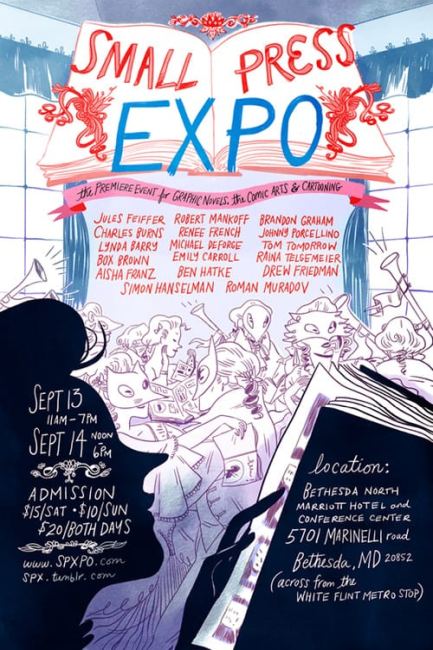 SMALL PRESS
EXPO
the PREMIERE EVENT for GRAPHIC NOVELS, the COMIC ARTS & CARTOONING
JULES FEIFFER ROBERT MANKOFF BRANDON GRAHAM
CHARLES BURNS RENEE FRENCH JOHNNY PORCELLINO
LYNDA BARRY MICHAEL DEFORGE TOM TOMORROW
BOX BROWN EMILY CARROLL RAINA TELGEMEIER
AISHA FRANZ BEN HATKE DREW FRIEDMAN
SIMON HANSELMAN ROMAN MURADOV
SEPT 13
11AM-7PM
SEPT 14 NOON-6PM
ADMISSION
$15/SAT · $10/SUN
$20/BOTH DAYS
www.SPXPO.com
SPX.tumblr.com
location:
BETHESDA NORTH
MARRIOTT HOTEL and
CONFERENCE CENTER
5701 MARINELLI road
Bethesda, MD 20852
(across from the
WHITE FLINT METRO STOP)